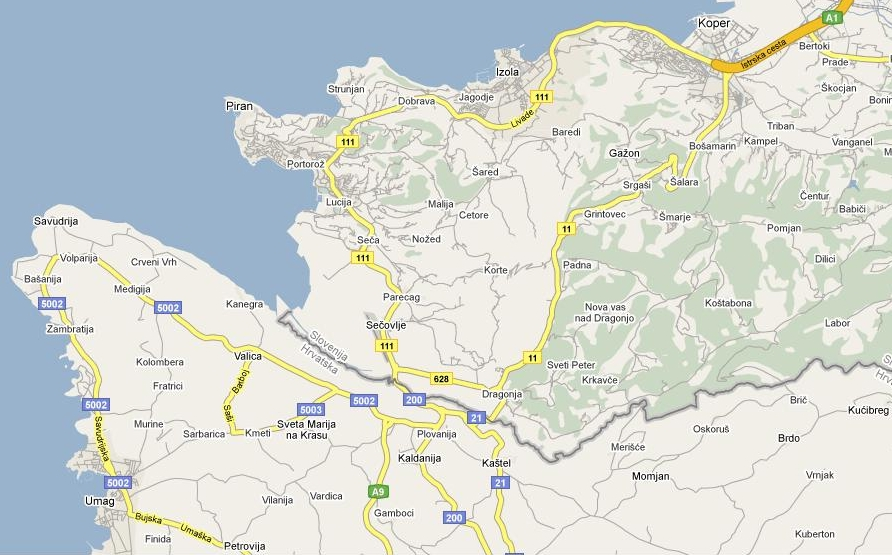 Koper
A1
Istrska cesta
Bertoki
Prade
Izola
Strunjan
Dobrava
Jagodje
111
Livade
Škocjan
Piran
Baredi
Triban
Bonin
111
Bošamarin
Kampel
Vanganel
Portorož
Gažon
Šared
Srgaši
Šalara
Čentur
Babiči
Lucija
Malija
Cetore
Grintovec
Šmarje
Savudrija
11
Pomjan
Seča
Nožed
Volparija
Crveni Vrh
111
Korte
Padna
Dilici
Bašanija
Medigija
Parecag
Koštabona
5002
5002
Kanegra
Nova vas
nad Dragonjo
Zambratija
Sečovlje
Labor
Slovenija
Hrvatska
111
11
Valica
Kolombera
Sveti Peter
Fratrici
Batboj
628
Krkavče
Dragonja
5002
5003
5002
200
Brič
Kućibreg
Saši
21
Savudrijska
Murine
Sarbarica
Kmeti
Sveta Marija
na Krasu
Plovanija
Oskoruš
Brdo
Merišće
Kaldanija
Kaštel
Momjan
Vrnjak
5002
21
A9
Umag
Vilanija
Vardica
Gamboci
200
Bujska
Umaška
Finida
Petrovija
Kuberton